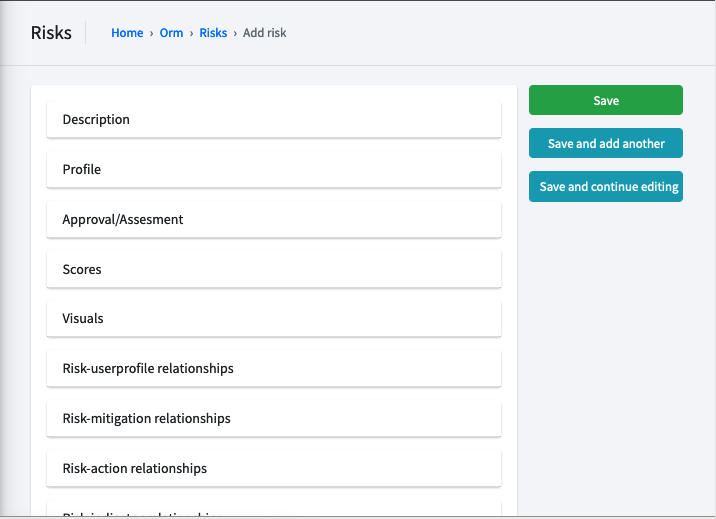 Risks
Home › Orm › Risks › Add risk
Description
Profile
Approval/Assesment
Scores
Visuals
Risk-userprofile relationships
Risk-mitigation relationships
Risk-action relationships
Save
Save and add another
Save and continue editing